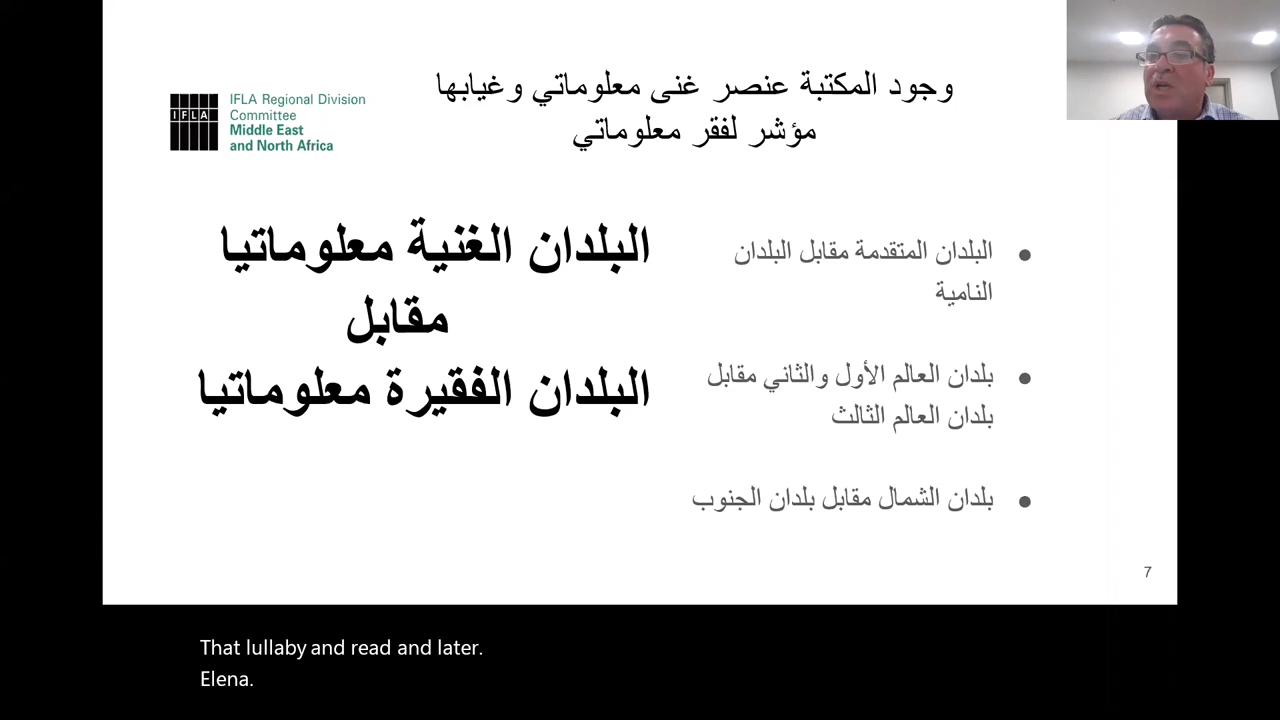 IFLA
IFLA Regional Division
Committee
Middle East
and North Africa
وجود المكتبة عنصر غنى معلوماتي وغيابها
مؤشر لفقر معلوماتي
البلدان المتقدمة مقابل البلدان
النامية
بلدان العالم الأول والثاني مقابل
بلدان العالم الثالث
بلدان الشمال مقابل بلدان الجنوب
البلدان الغنية معلوماتيا
مقابل
البلدان الفقيرة معلوماتيا
7
That lullaby and read and later.
Elena.